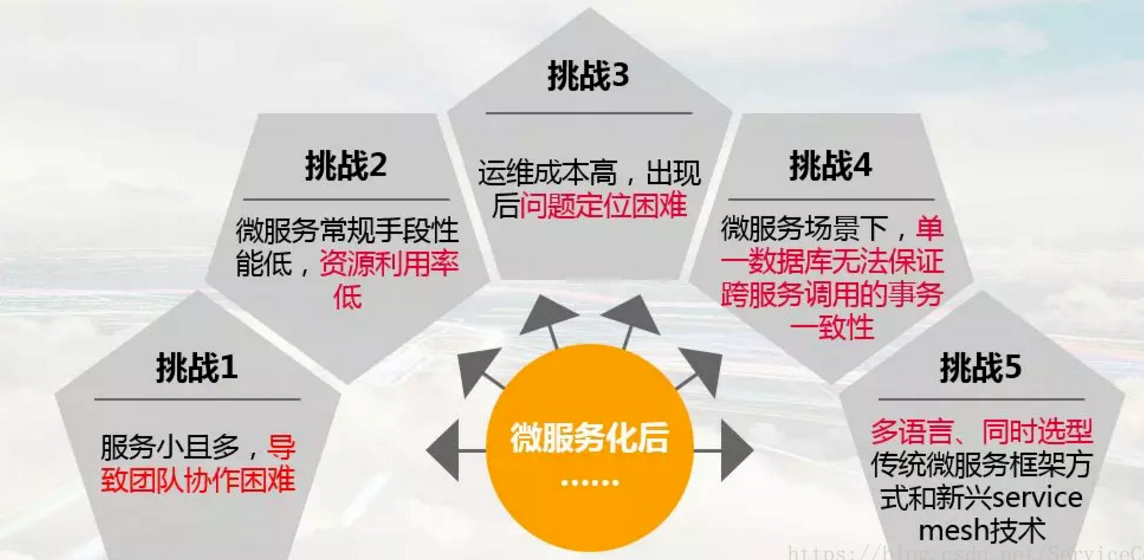 挑战3
运维成本高，出现
后问题定位困难
挑战2
微服务常规手段性
能低，资源利用率
低
挑战4
微服务场景下，单
一数据库无法保证
跨服务调用的事务
一致性
挑战1
服务小且多，导
致团队协作困难
微服务化后
......
挑战5
多语言、同时选型
传统微服务框架方
式和新兴service
mesh技术
https://blog.csdn.net/ServiceC